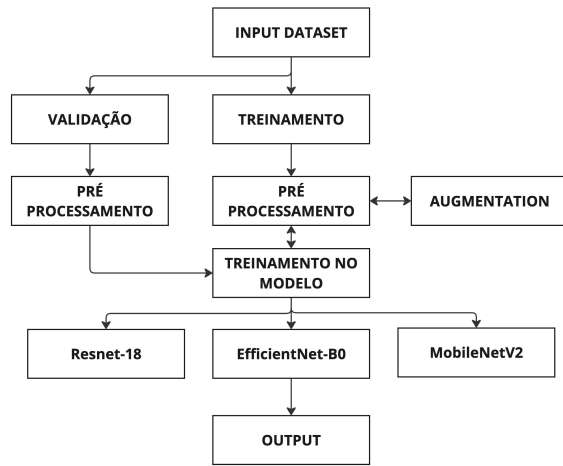 INPUT DATASET
VALIDAÇÃO
TREINAMENTO
PRÉ
PROCESSAMENTO
PRÉ
PROCESSAMENTO
AUGMENTATION
TREINAMENTO NO
MODELO
Resnet-18
EfficientNet-B0
MobileNetV2
OUTPUT